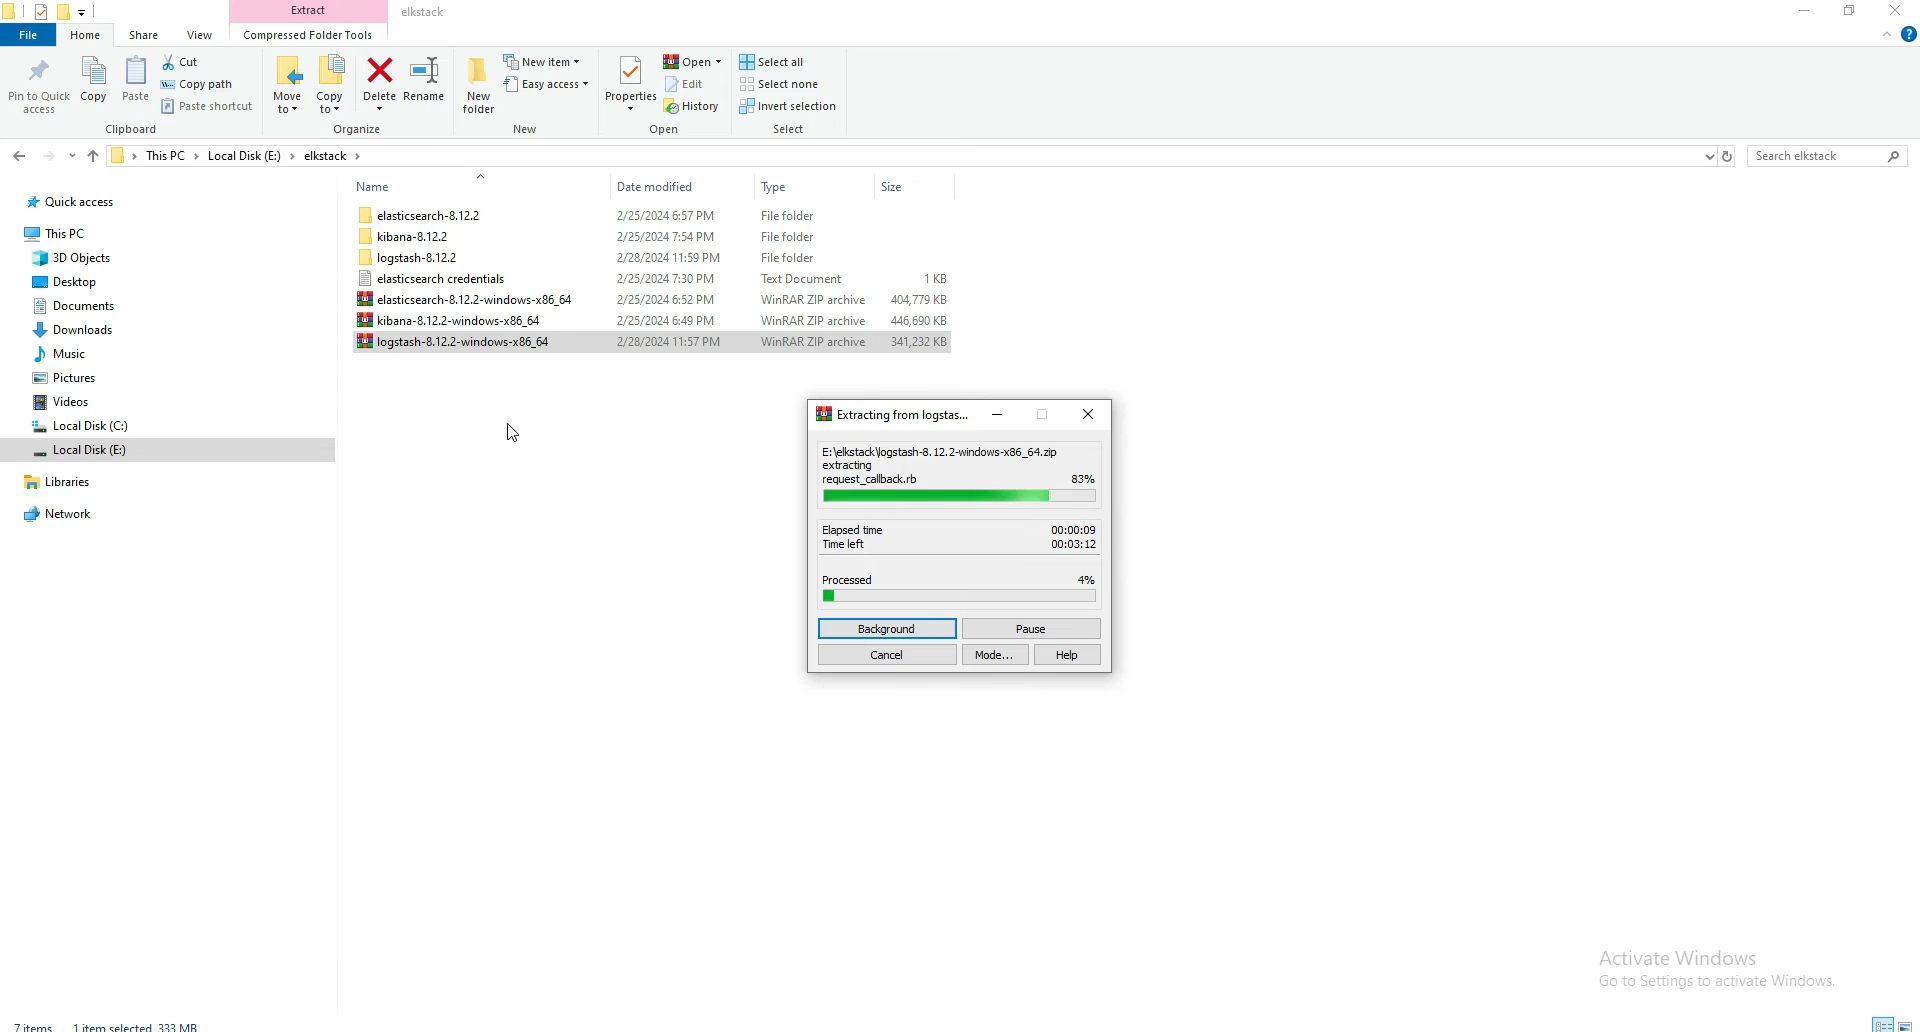 Extract
elkstack
File
Home
Share
View
Compressed Folder Tools
Pin to Quick
access
Copy
Paste
Cut
Copy path
Paste shortcut
Clipboard
Move
to
Copy
to
Delete
Rename
Organize
New
folder
New item
Easy access
New
Properties
Open
Edit
History
Open
Select all
Select none
Invert selection
Select
This PC
Local Disk (E:)
elkstack
Search elkstack
Quick access
This PC
3D Objects
Desktop
Documents
Downloads
Music
Pictures
Videos
Local Disk (C:)
Local Disk (E:)
Libraries
Network
Name Date modified Type Size
elasticsearch-8.12.2 2/25/2024 6:57 PM File folder
kibana-8.12.2 2/25/2024 7:54 PM File folder
logstash-8.12.2 2/28/2024 11:59 PM File folder
elasticsearch credentials 2/25/2024 7:30 PM Text Document 1 KB
elasticsearch-8.12.2-windows-x86_64 2/25/2024 6:52 PM WinRAR ZIP archive 404,779 KB
kibana-8.12.2-windows-x86_64 2/25/2024 6:49 PM WinRAR ZIP archive 446,690 KB
logstash-8.12.2-windows-x86_64 2/28/2024 11:57 PM WinRAR ZIP archive 341,232 KB
Extracting from logstas...
E:\elkstack\logstash-8.12.2-windows-x86_64.zip
extracting
request_callback.rb 83%
Elapsed time 00:00:09
Time left 00:03:12
Processed 4%
Background
Pause
Cancel
Mode...
Help
Activate Windows
Go to Settings to activate Windows.
7 items 1 item selected 333 MB